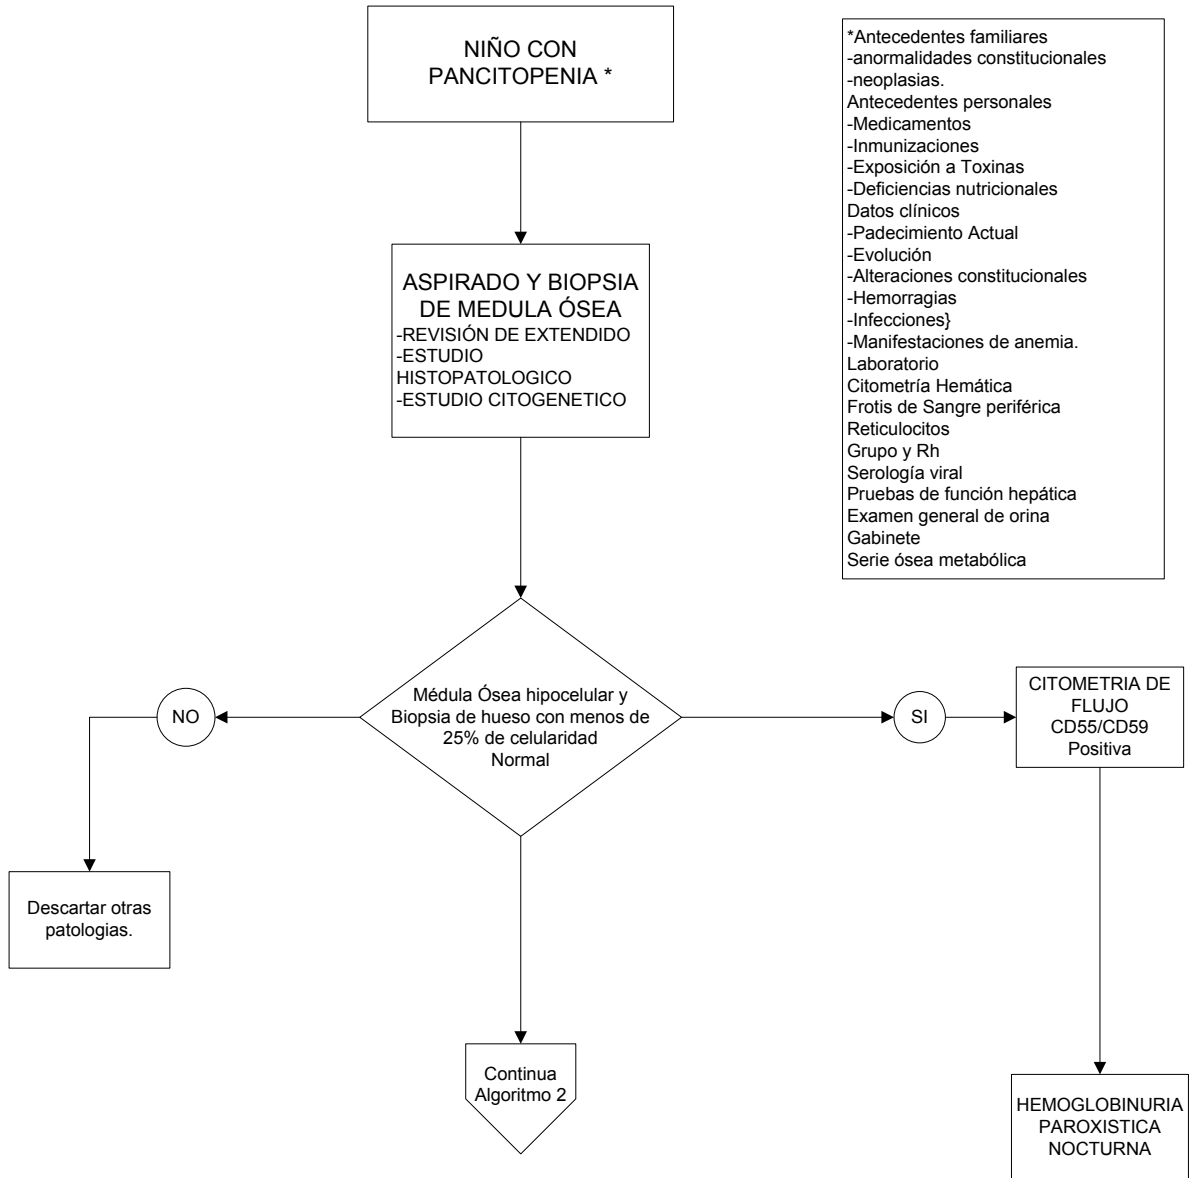 NIÑO CON
PANCITOPENIA *
*Antecedentes familiares
-anormalidades constitucionales
-neoplasias.
Antecedentes personales
-Medicamentos
-Inmunizaciones
-Exposición a Toxinas
-Deficiencias nutricionales
Datos clínicos
-Padecimiento Actual
-Evolución
-Alteraciones constitucionales
-Hemorragias
-Infecciones}
-Manifestaciones de anemia.
Laboratorio
Citometría Hemática
Frotis de Sangre periférica
Reticulocitos
Grupo y Rh
Serología viral
Pruebas de función hepática
Examen general de orina
Gabinete
Serie ósea metabólica
ASPIRADO Y BIOPSIA
DE MEDULA ÓSEA
-REVISIÓN DE EXTENDIDO
-ESTUDIO
HISTOPATOLOGICO
-ESTUDIO CITOGENETICO
Médula Ósea hipocelular y
Biopsia de hueso con menos de
25% de celularidad
Normal
NO
SI
CITOMETRIA DE
FLUJO
CD55/CD59
Positiva
Descartar otras
patologias.
Continua
Algoritmo 2
HEMOGLOBINURIA
PAROXISTICA
NOCTURNA